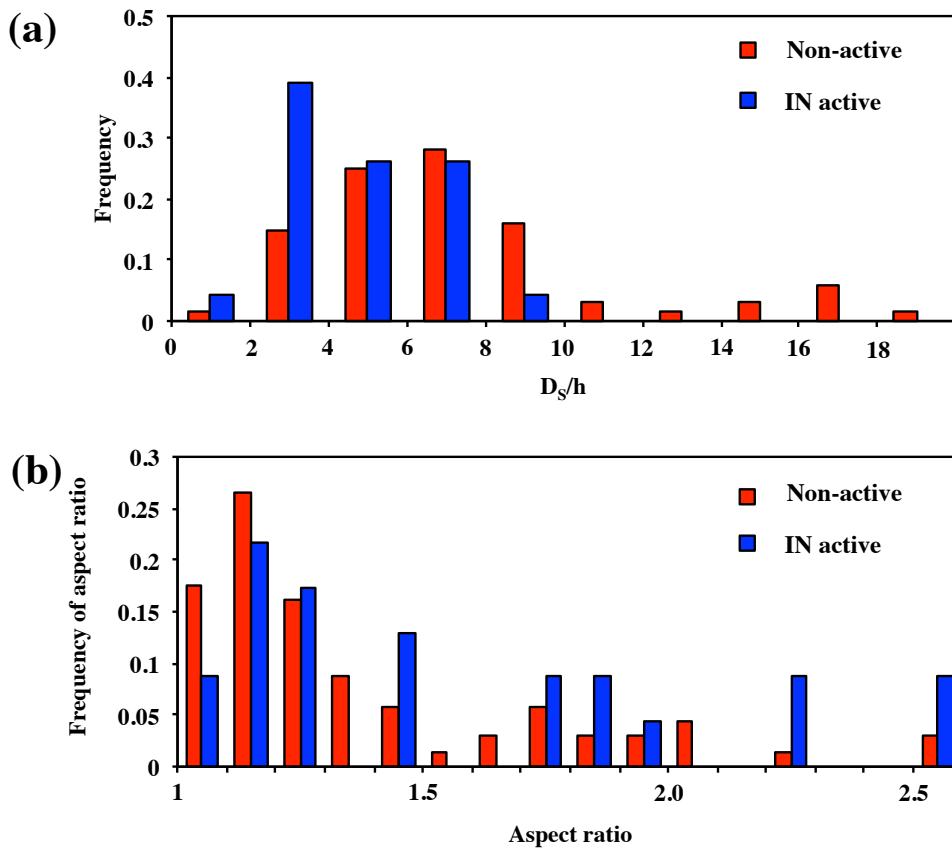 (a)
0.5
0.4
0.3
0.2
0.1
0
Frequency
Non-active
IN active
0 2 4 6 8 10 12 14 16 18
D_S/h
(b)
0.3
0.25
0.2
0.15
0.1
0.05
0
Frequency of aspect ratio
Non-active
IN active
1 1.5 2.0 2.5
Aspect ratio